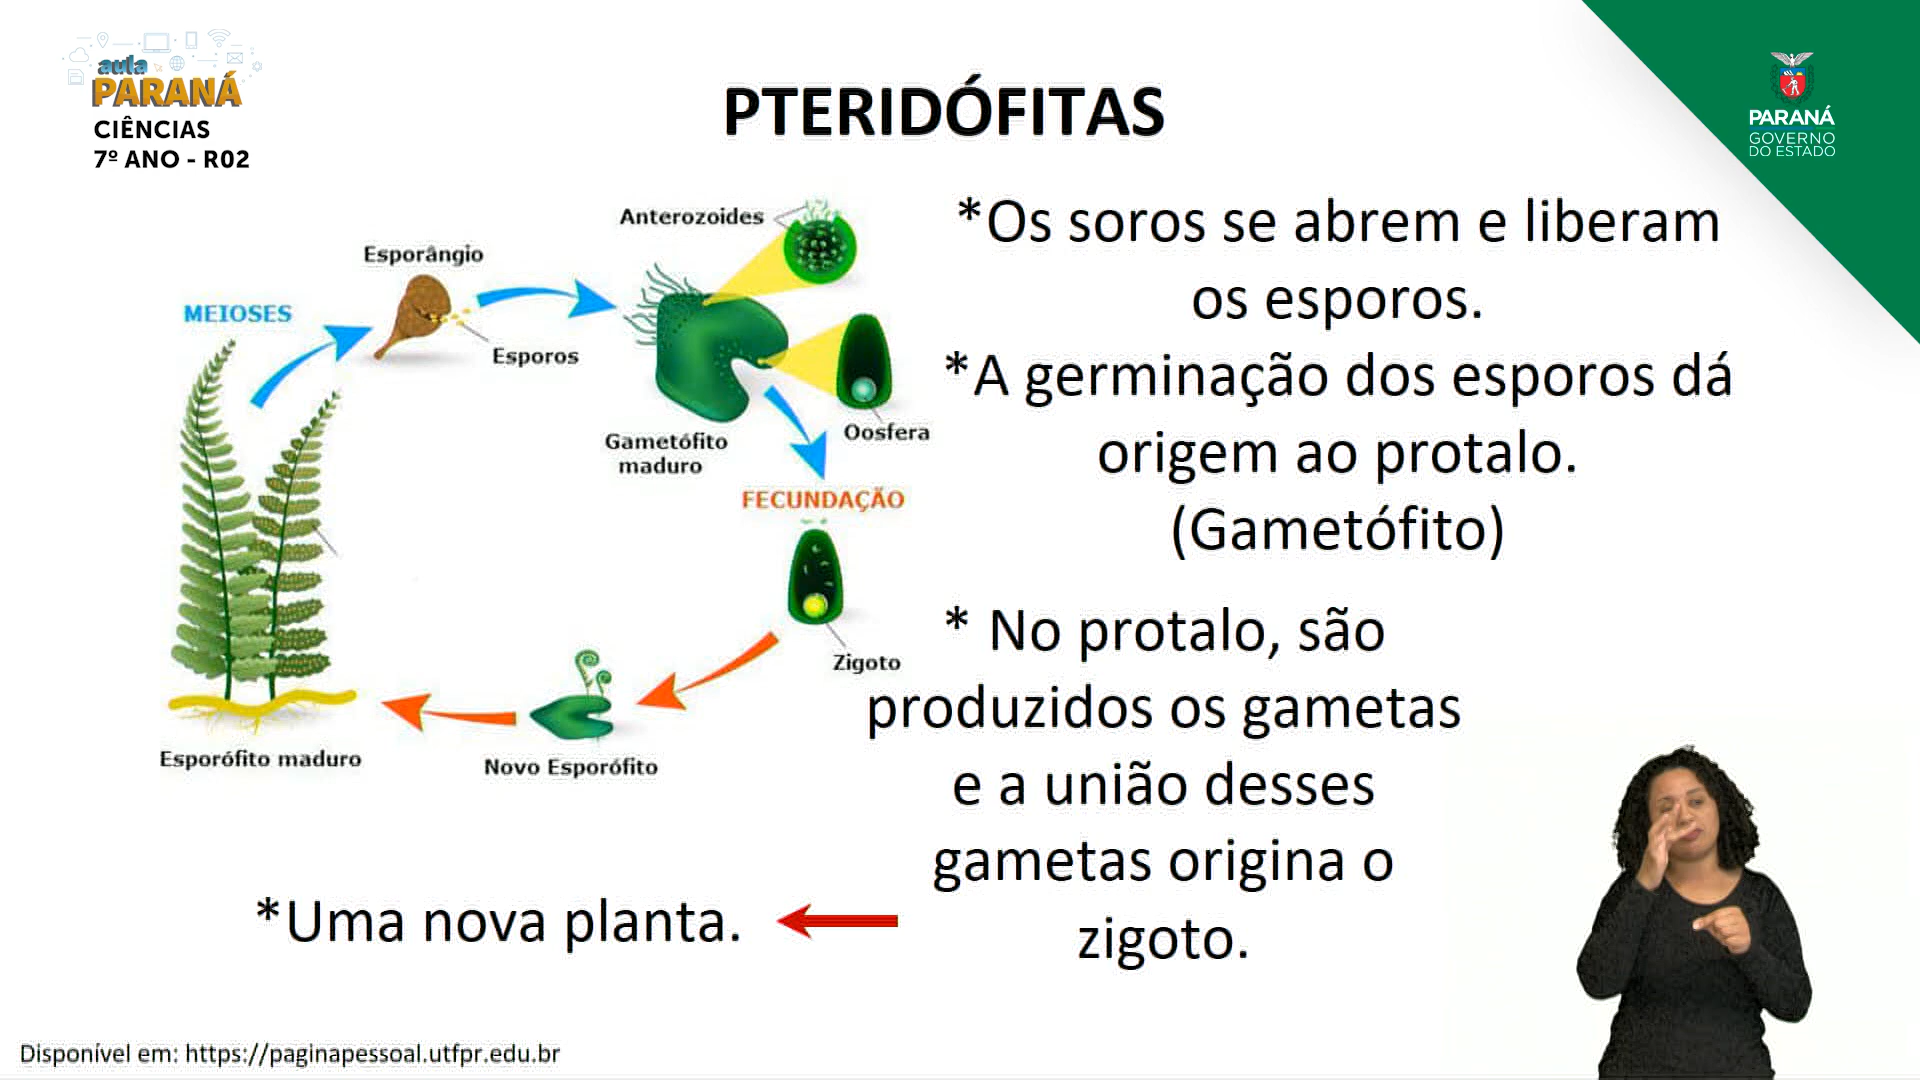 aula
PARANÁ
CIÊNCIAS
7º ANO - R02
PTERIDÓFITAS
PARANÁ
GOVERNO
DO ESTADO
Anterozoides
Esporângio
MEIOSES
Esporos
Gametófito
maduro
Oosfera
FECUNDAÇÃO
Zigoto
Novo Esporófito
Esporófito maduro
*Os soros se abrem e liberam
os esporos.
*A germinação dos esporos dá
origem ao protalo.
(Gametófito)
* No protalo, são
produzidos os gametas
e a união desses
gametas origina o
zigoto.
*Uma nova planta.
Disponível em: https://paginapessoal.utfpr.edu.br